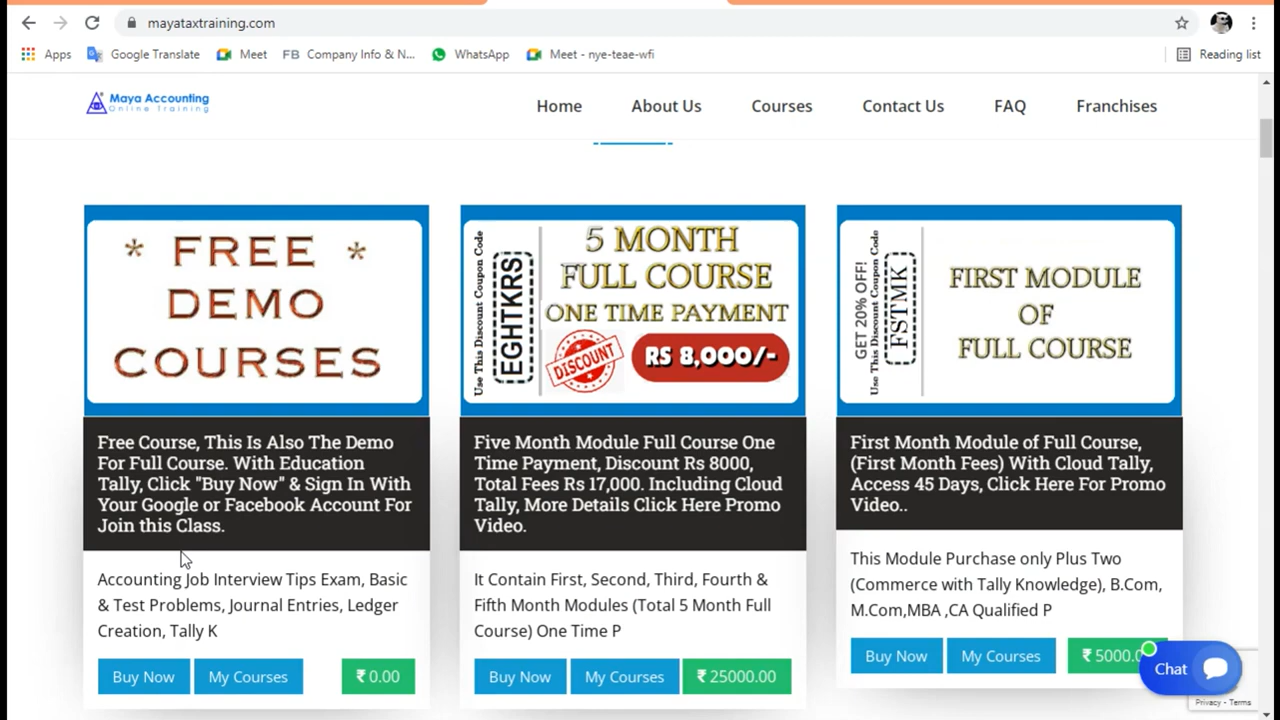 mayataxtraining.com
Apps Google Translate Meet FB Company Info & N... WhatsApp Meet - nye-teae-wfi Reading list
Maya Accounting
Online Training
Home About Us Courses Contact Us FAQ Franchises
* FREE *
DEMO
COURSES
Use This Discount Coupon Code
EGHTKRS
5 MONTH
FULL COURSE
ONE TIME PAYMENT
DISCOUNT
RS 8,000/-
GET 20% OFF!
Use This Discount Coupon Code
FSTMK
FIRST MODULE
OF
FULL COURSE
Free Course, This Is Also The Demo
For Full Course. With Education
Tally, Click "Buy Now" & Sign In With
Your Google or Facebook Account For
Join this Class.
Accounting Job Interview Tips Exam, Basic
& Test Problems, Journal Entries, Ledger
Creation, Tally K
Buy Now My Courses ₹ 0.00
Five Month Module Full Course One
Time Payment, Discount Rs 8000,
Total Fees Rs 17,000. Including Cloud
Tally, More Details Click Here Promo
Video.
It Contain First, Second, Third, Fourth &
Fifth Month Modules (Total 5 Month Full
Course) One Time P
Buy Now My Courses ₹ 25000.00
First Month Module of Full Course,
(First Month Fees) With Cloud Tally,
Access 45 Days, Click Here For Promo
Video..
This Module Purchase only Plus Two
(Commerce with Tally Knowledge), B.Com,
M.Com,MBA ,CA Qualified P
Buy Now My Courses ₹ 5000.0
Chat
Privacy - Terms